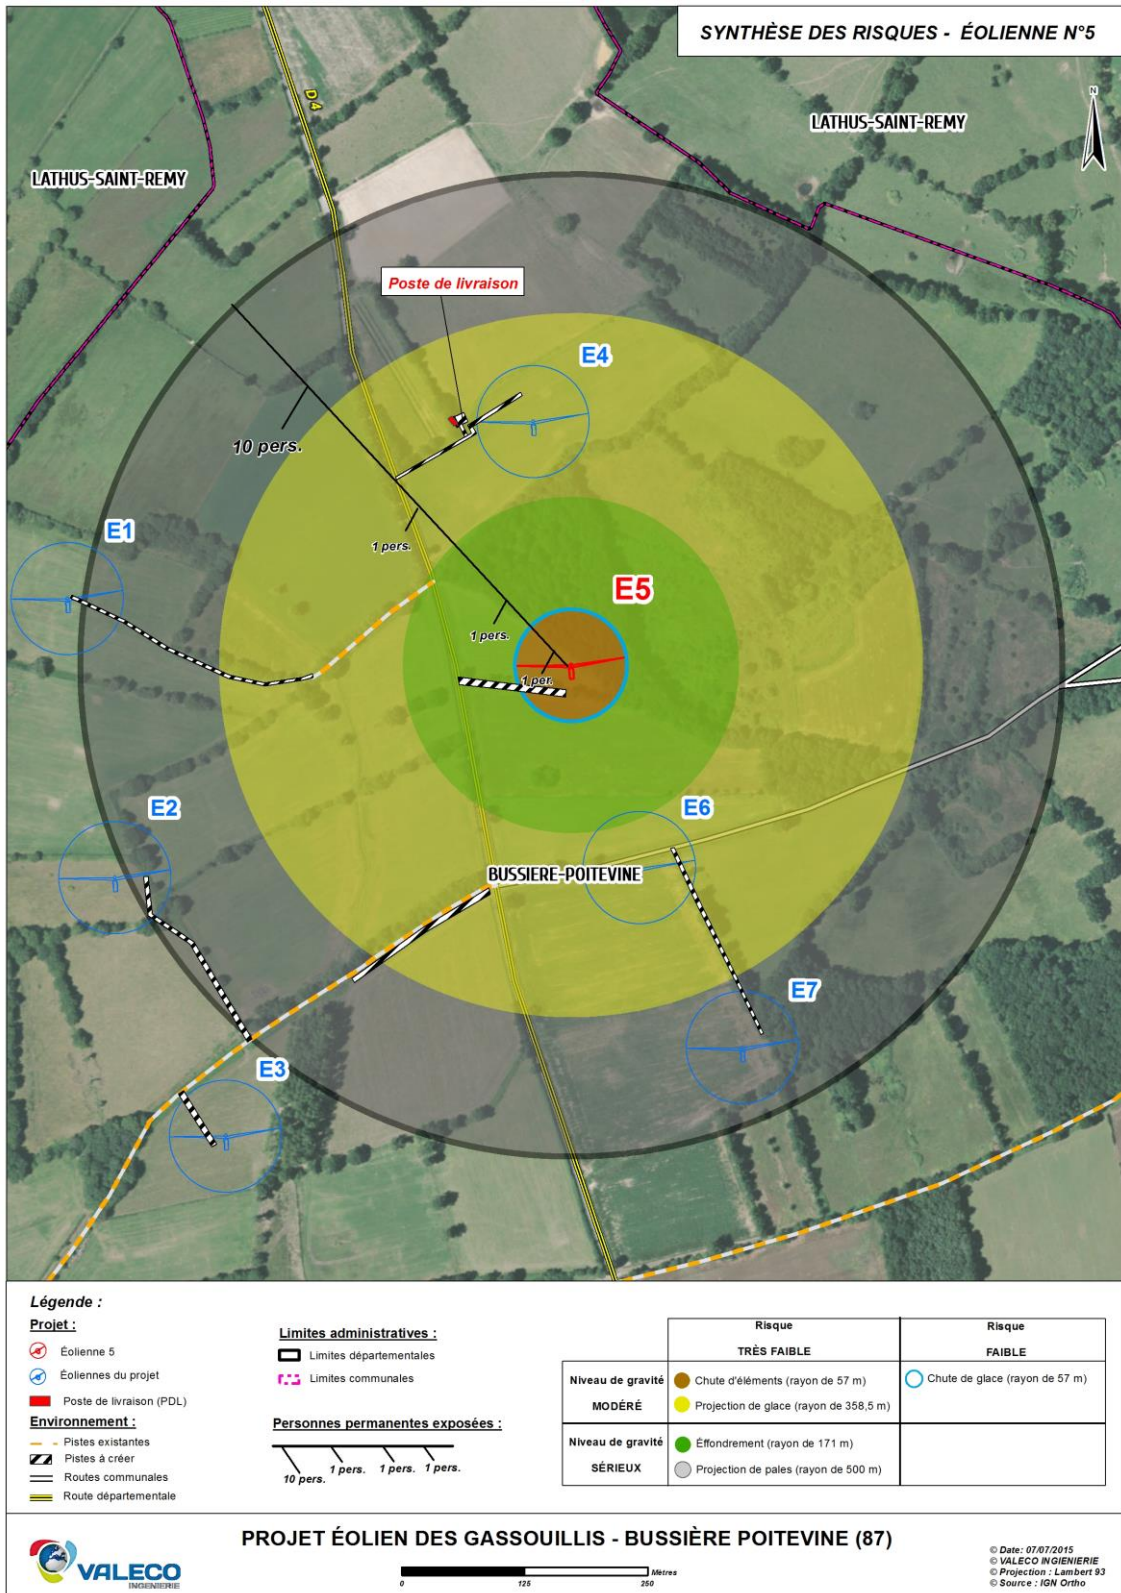 SYNTHÈSE DES RISQUES - ÉOLIENNE N°5
D 4
N
LATHUS-SAINT-REMY
LATHUS-SAINT-REMY
Poste de livraison
E4
10 pers.
1 pers.
E1
E5
1 pers.
1 per.
E2
E6
BUSSIERE-POITEVINE
E7
E3
Légende :
Projet :
Éolienne 5
Éoliennes du projet
Poste de livraison (PDL)
Environnement :
Pistes existantes
Pistes à créer
Routes communales
Route départementale
Limites administratives :
Limites départementales
Limites communales
Personnes permanentes exposées :
10 pers. 1 pers. 1 pers. 1 pers.
Risque TRÈS FAIBLE
Risque FAIBLE
Niveau de gravité MODÉRÉ
Chute d'éléments (rayon de 57 m)
Projection de glace (rayon de 358,5 m)
Chute de glace (rayon de 57 m)
Niveau de gravité SÉRIEUX
Éffondrement (rayon de 171 m)
Projection de pales (rayon de 500 m)
VALECO
INGENIERIE
PROJET ÉOLIEN DES GASSOUILLIS - BUSSIÈRE POITEVINE (87)
Mètres
0 125 250
© Date: 07/07/2015
© VALECO INGIENIERIE
© Projection : Lambert 93
© Source : IGN Ortho